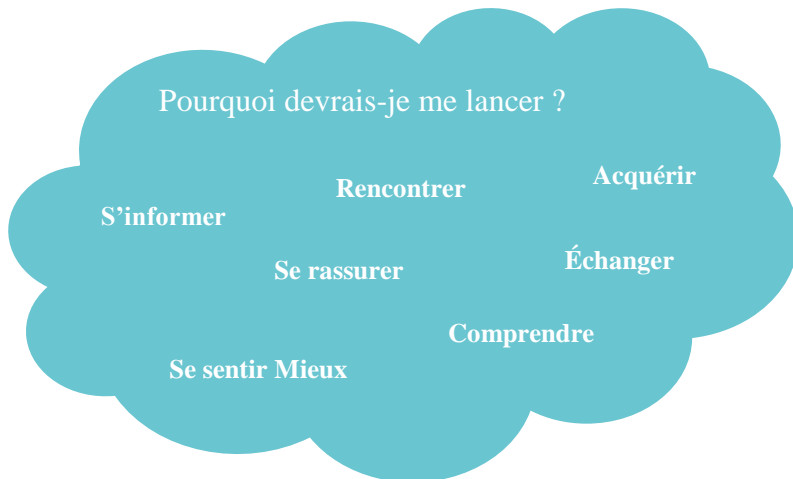 Pourquoi devrais-je me lancer ?
Acquérir
Rencontrer
S’informer
Échanger
Se rassurer
Comprendre
Se sentir Mieux